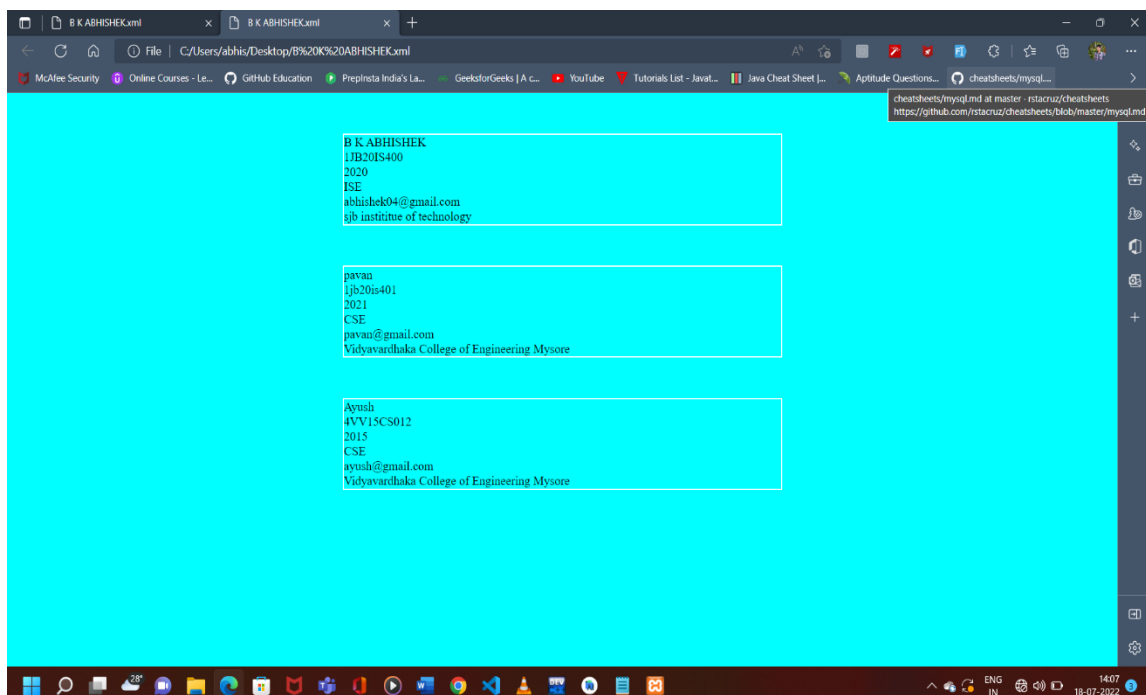 B K ABHISHEK.xml
B K ABHISHEK.xml
File | C:/Users/abhis/Desktop/B%20K%20ABHISHEK.xml
McAfee Security Online Courses - Le... GitHub Education PrepInsta India's La... GeeksforGeeks | A c... YouTube Tutorials List - Javat... Java Cheat Sheet |... Aptitude Questions... cheatsheets/mysql....
cheatsheets/mysql.md at master · rstacruz/cheatsheets
https://github.com/rstacruz/cheatsheets/blob/master/mysql.md
B K ABHISHEK
1JB20IS400
2020
ISE
abhishek04@gmail.com
sjb instititue of technology
pavan
1jb20is401
2021
CSE
pavan@gmail.com
Vidyavardhaka College of Engineering Mysore
Ayush
4VV15CS012
2015
CSE
ayush@gmail.com
Vidyavardhaka College of Engineering Mysore
28°
ENG
IN
14:07
18-07-2022
3